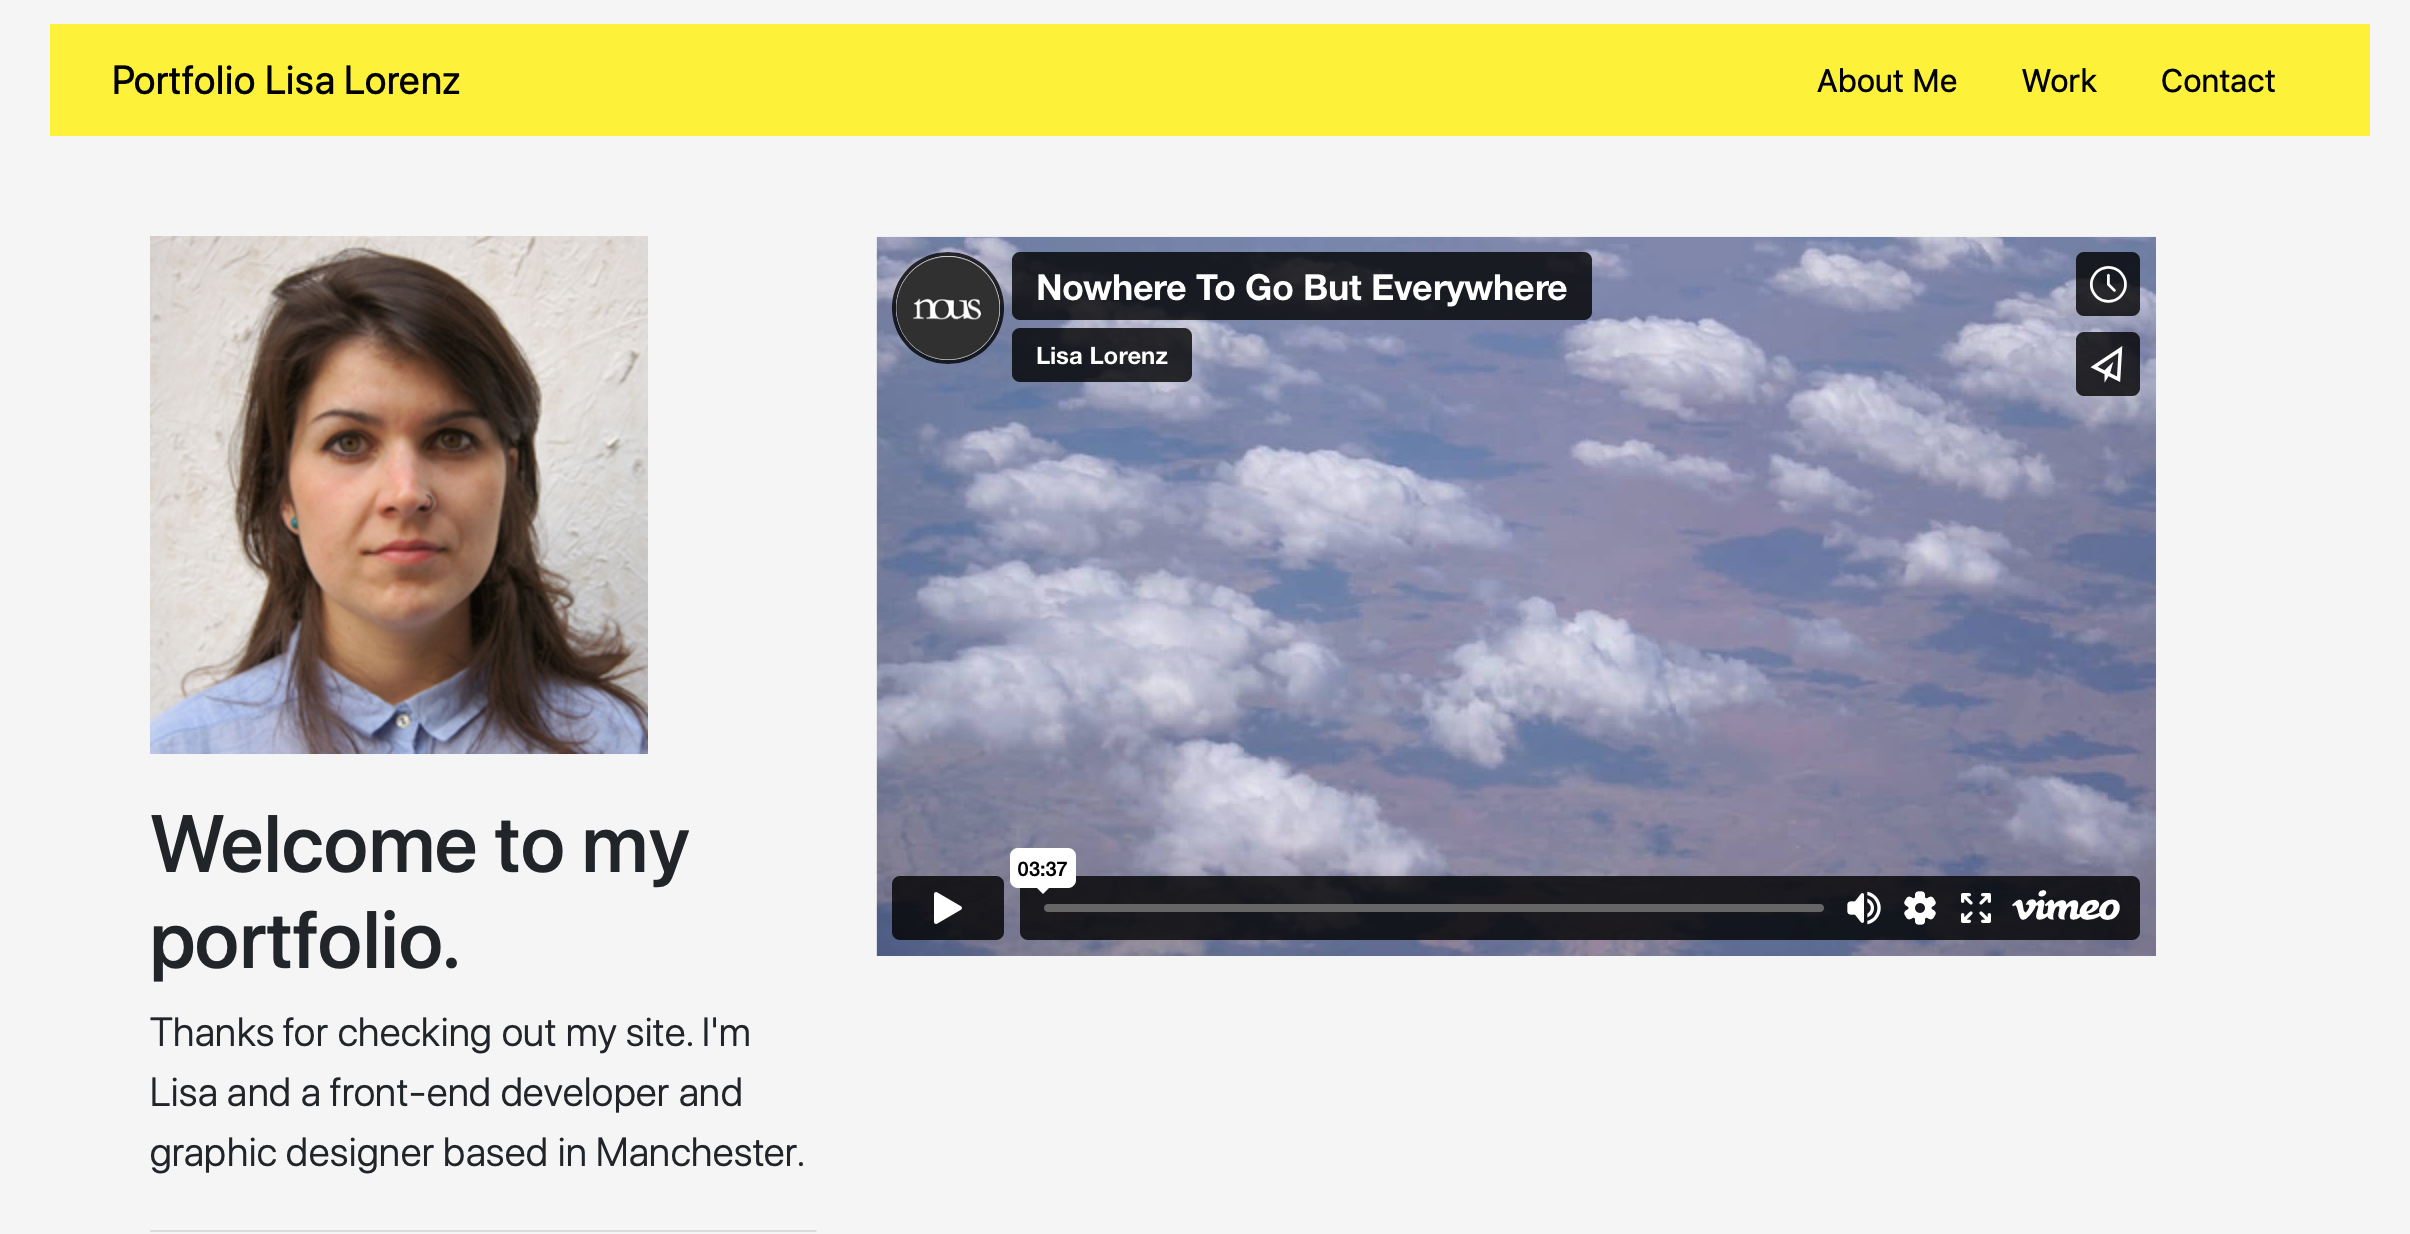 Portfolio Lisa Lorenz
About Me Work Contact
nous
Nowhere To Go But Everywhere
Lisa Lorenz
03:37
vimeo
Welcome to my
portfolio.
Thanks for checking out my site. I'm
Lisa and a front-end developer and
graphic designer based in Manchester.